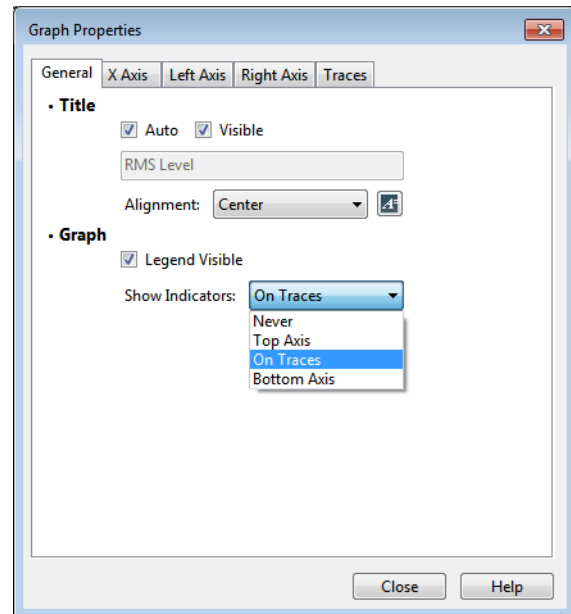 Graph Properties
General X Axis Left Axis Right Axis Traces
• Title
Auto Visible
RMS Level
Alignment: Center
• Graph
Legend Visible
Show Indicators: On Traces
Never
Top Axis
On Traces
Bottom Axis
Close Help